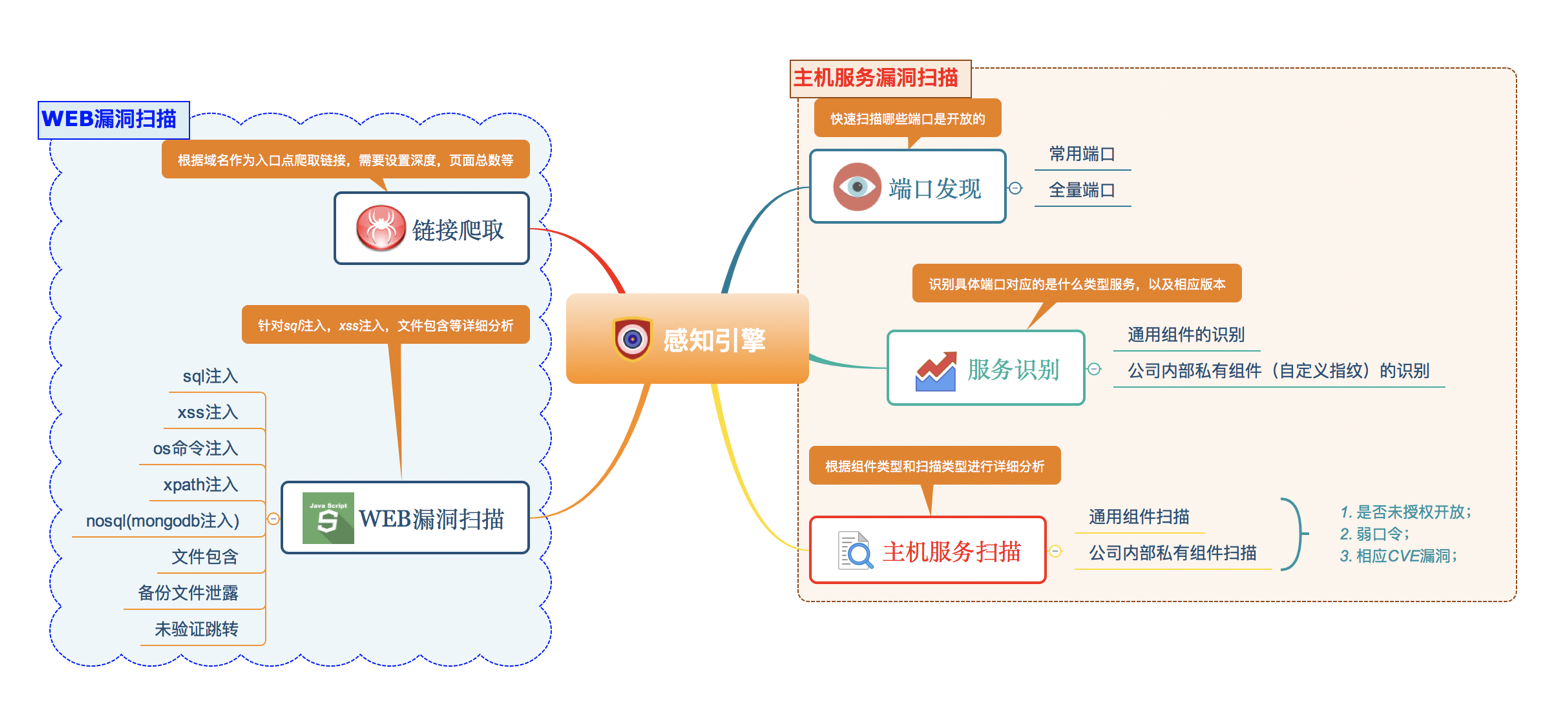 WEB漏洞扫描
根据域名作为入口点爬取链接，需要设置深度，页面总数等
链接爬取
针对sql注入，xss注入，文件包含等详细分析
sql注入
xss注入
os命令注入
xpath注入
nosql(mongodb注入)
文件包含
备份文件泄露
未验证跳转
Java Script
S
WEB漏洞扫描
感知引擎
主机服务漏洞扫描
快速扫描哪些端口是开放的
端口发现
常用端口
全量端口
识别具体端口对应的是什么类型服务，以及相应版本
服务识别
通用组件的识别
公司内部私有组件（自定义指纹）的识别
根据组件类型和扫描类型进行详细分析
主机服务扫描
通用组件扫描
公司内部私有组件扫描
1. 是否未授权开放；
2. 弱口令；
3. 相应CVE漏洞；